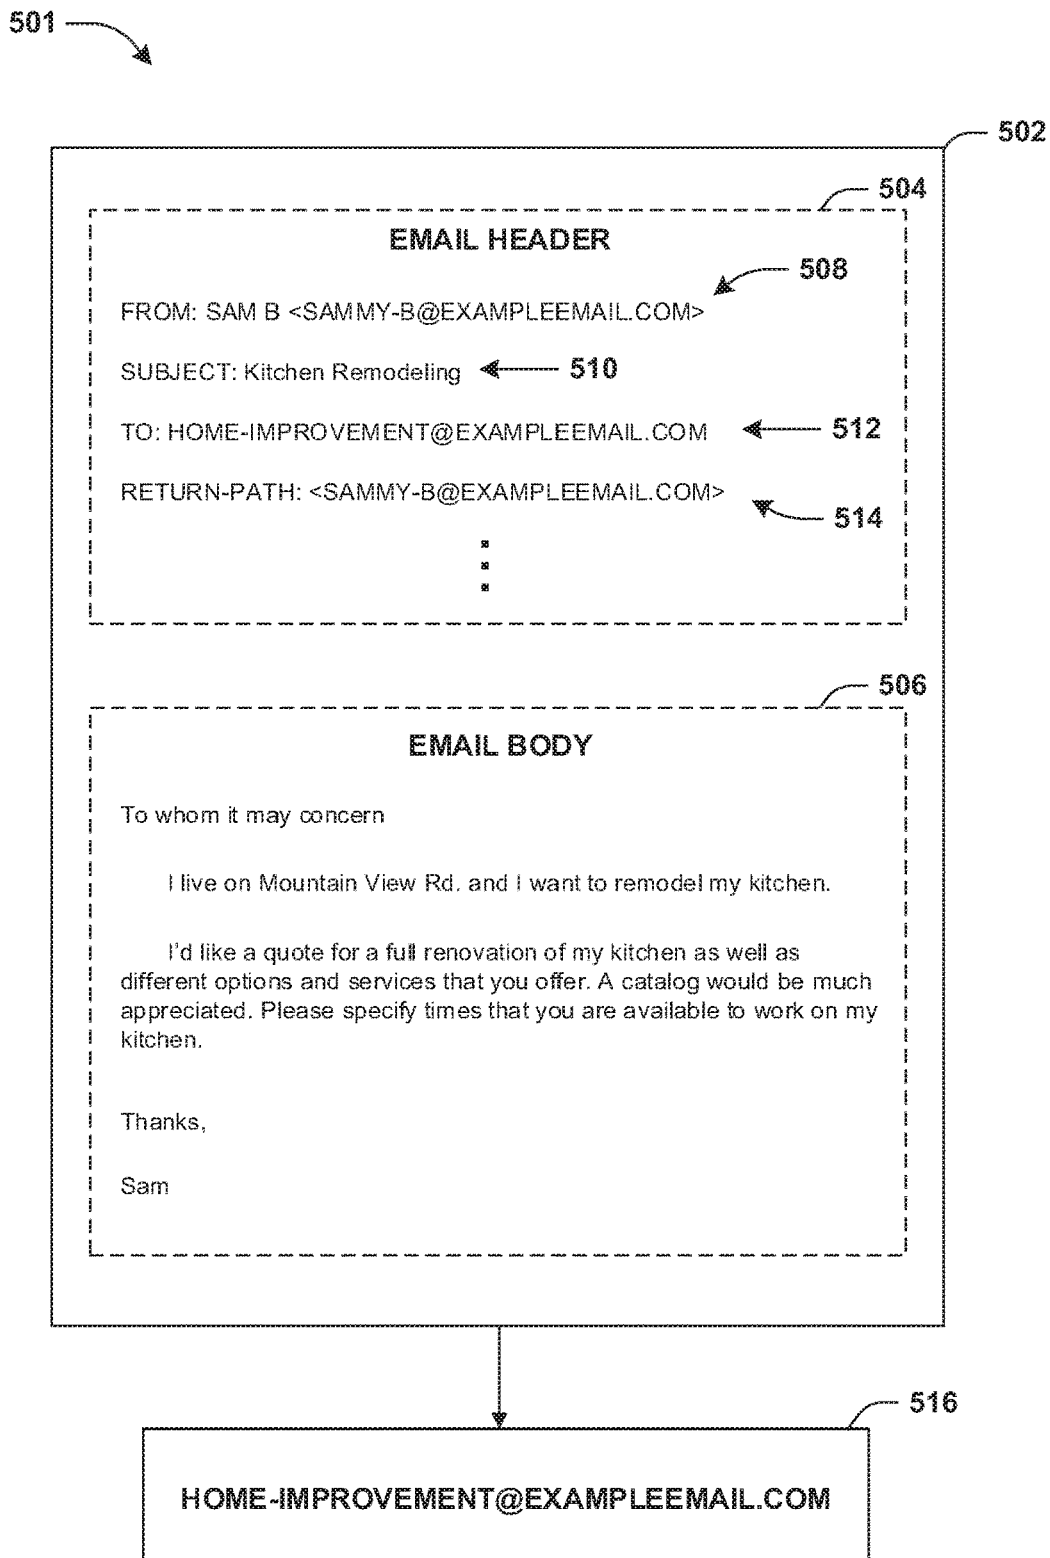 501
502
504
EMAIL HEADER
508
FROM: SAM B <SAMMY-B@EXAMPLEEMAIL.COM>
SUBJECT: Kitchen Remodeling
510
TO: HOME-IMPROVEMENT@EXAMPLEEMAIL.COM
512
RETURN-PATH: <SAMMY-B@EXAMPLEEMAIL.COM>
514
506
EMAIL BODY
To whom it may concern
I live on Mountain View Rd. and I want to remodel my kitchen.
I'd like a quote for a full renovation of my kitchen as well as
different options and services that you offer. A catalog would be much
appreciated. Please specify times that you are available to work on my
kitchen.
Thanks,
Sam
516
HOME-IMPROVEMENT@EXAMPLEEMAIL.COM